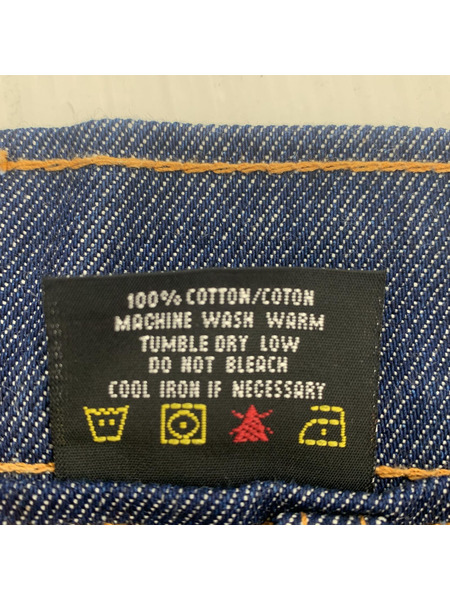 100% COTTON/COTON
MACHINE WASH WARM
TUMBLE DRY LOW
DO NOT BLEACH
COOL IRON IF NECESSARY